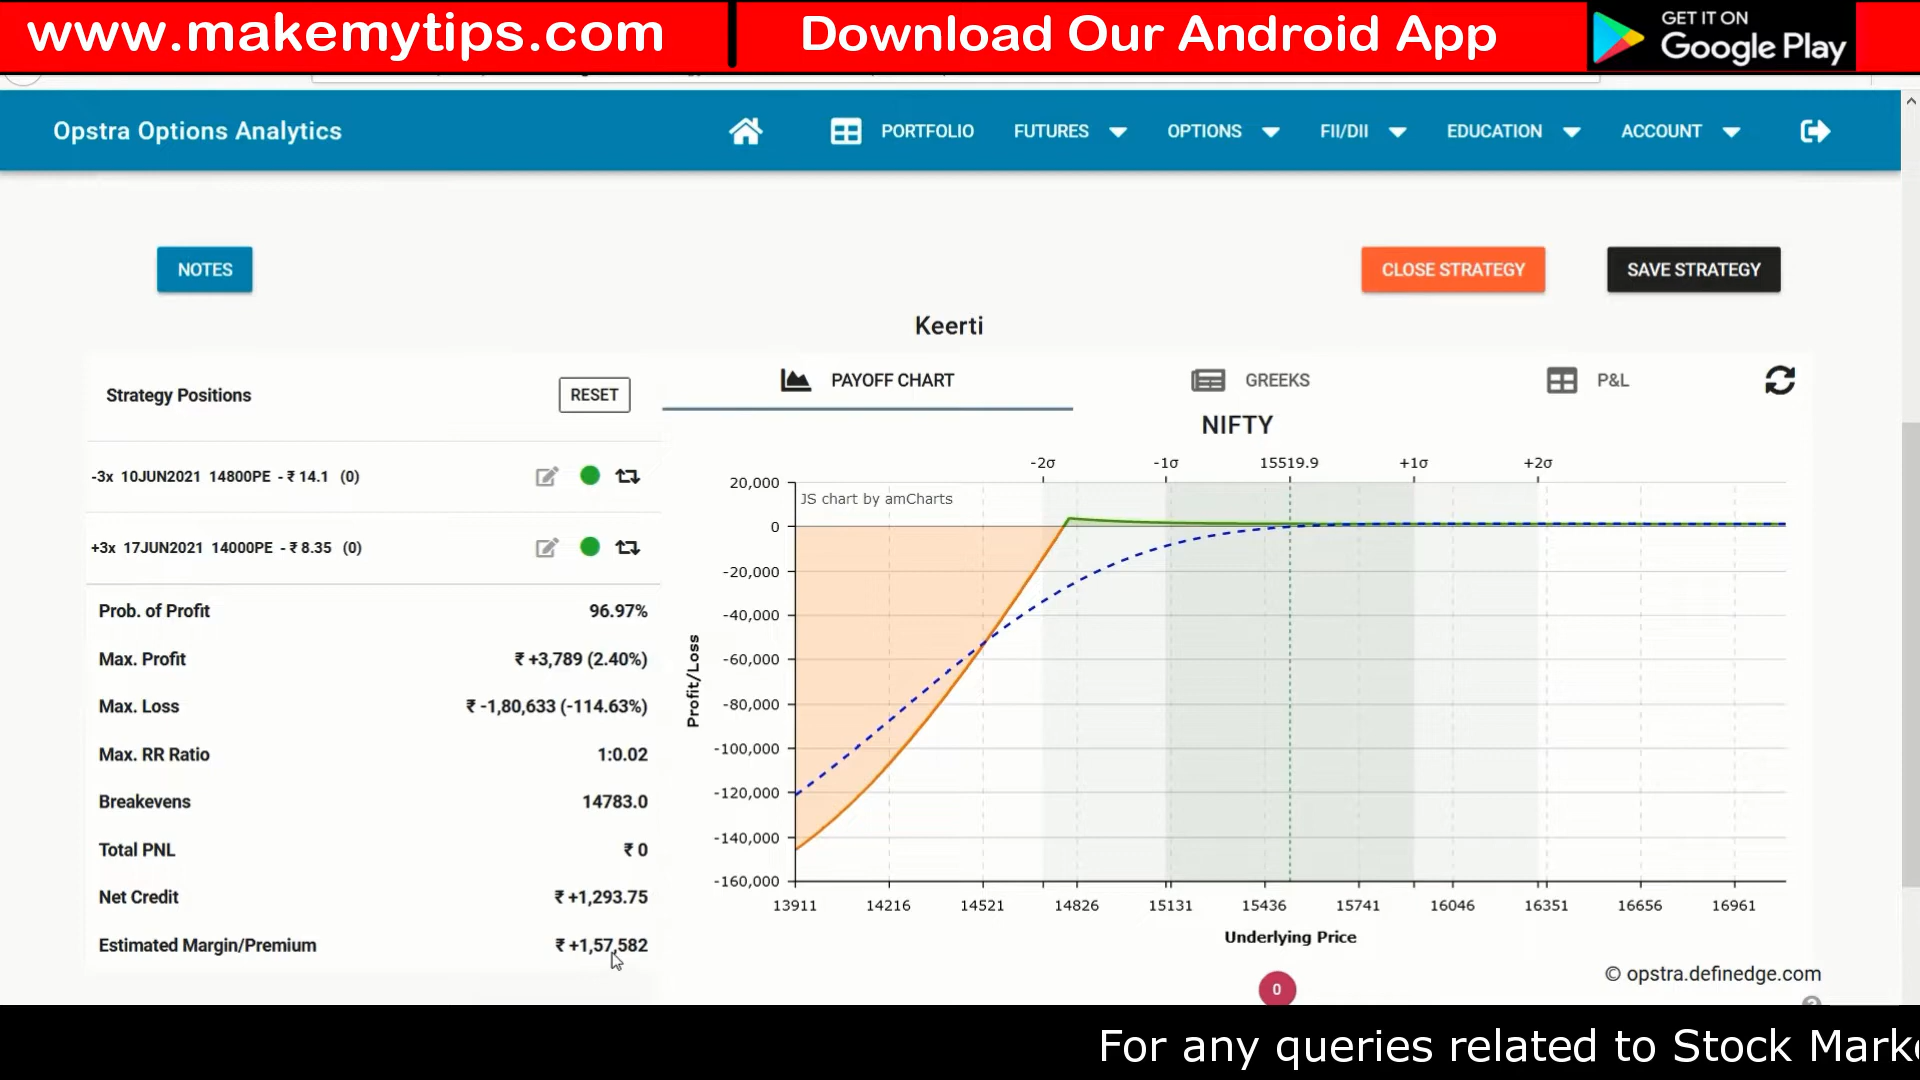 www.makemytips.com
Download Our Android App
GET IT ON
Google Play
Opstra Options Analytics
PORTFOLIO
FUTURES
OPTIONS
FII/DII
EDUCATION
ACCOUNT
NOTES
CLOSE STRATEGY
SAVE STRATEGY
Keerti
Strategy Positions
RESET
-3x 10JUN2021 14800PE - ₹ 14.1 (0)
+3x 17JUN2021 14000PE - ₹ 8.35 (0)
Prob. of Profit 96.97%
Max. Profit ₹ +3,789 (2.40%)
Max. Loss ₹ -1,80,633 (-114.63%)
Max. RR Ratio 1:0.02
Breakevens 14783.0
Total PNL ₹ 0
Net Credit ₹ +1,293.75
Estimated Margin/Premium ₹ +1,57,582
PAYOFF CHART
GREEKS
P&L
NIFTY
-2σ -1σ 15519.9 +1σ +2σ
JS chart by amCharts
20,000
0
-20,000
-40,000
-60,000
-80,000
-100,000
-120,000
-140,000
-160,000
Profit/Loss
13911 14216 14521 14826 15131 15436 15741 16046 16351 16656 16961
Underlying Price
© opstra.definedge.com
0
For any queries related to Stock